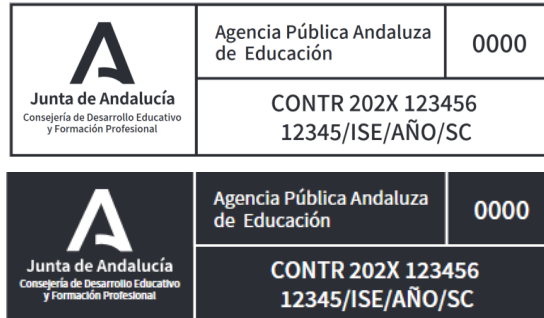 Agencia Pública Andaluza
de Educación
0000
Junta de Andalucía
Consejería de Desarrollo Educativo
y Formación Profesional
CONTR 202X 123456
12345/ISE/AÑO/SC
Agencia Pública Andaluza
de Educación
0000
Junta de Andalucía
Consejería de Desarrollo Educativo
y Formación Profesional
CONTR 202X 123456
12345/ISE/AÑO/SC